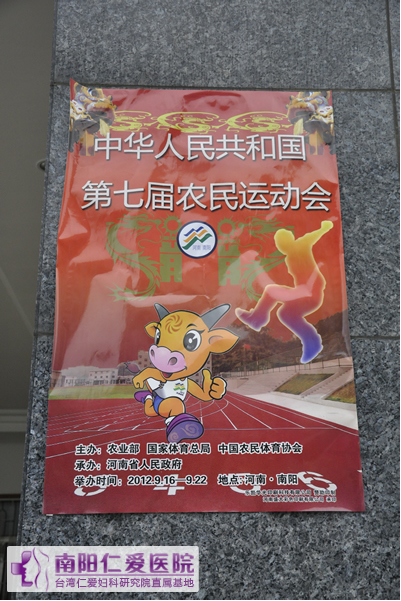 中华人民共和国
第七届农民运动会
主办：农业部 国家体育总局 中国农民体育协会
承办：河南省人民政府
举办时间：2012.9.16—9.22 地点：河南·南阳
南阳仁爱医院
台湾仁爱妇科研究院直属基地